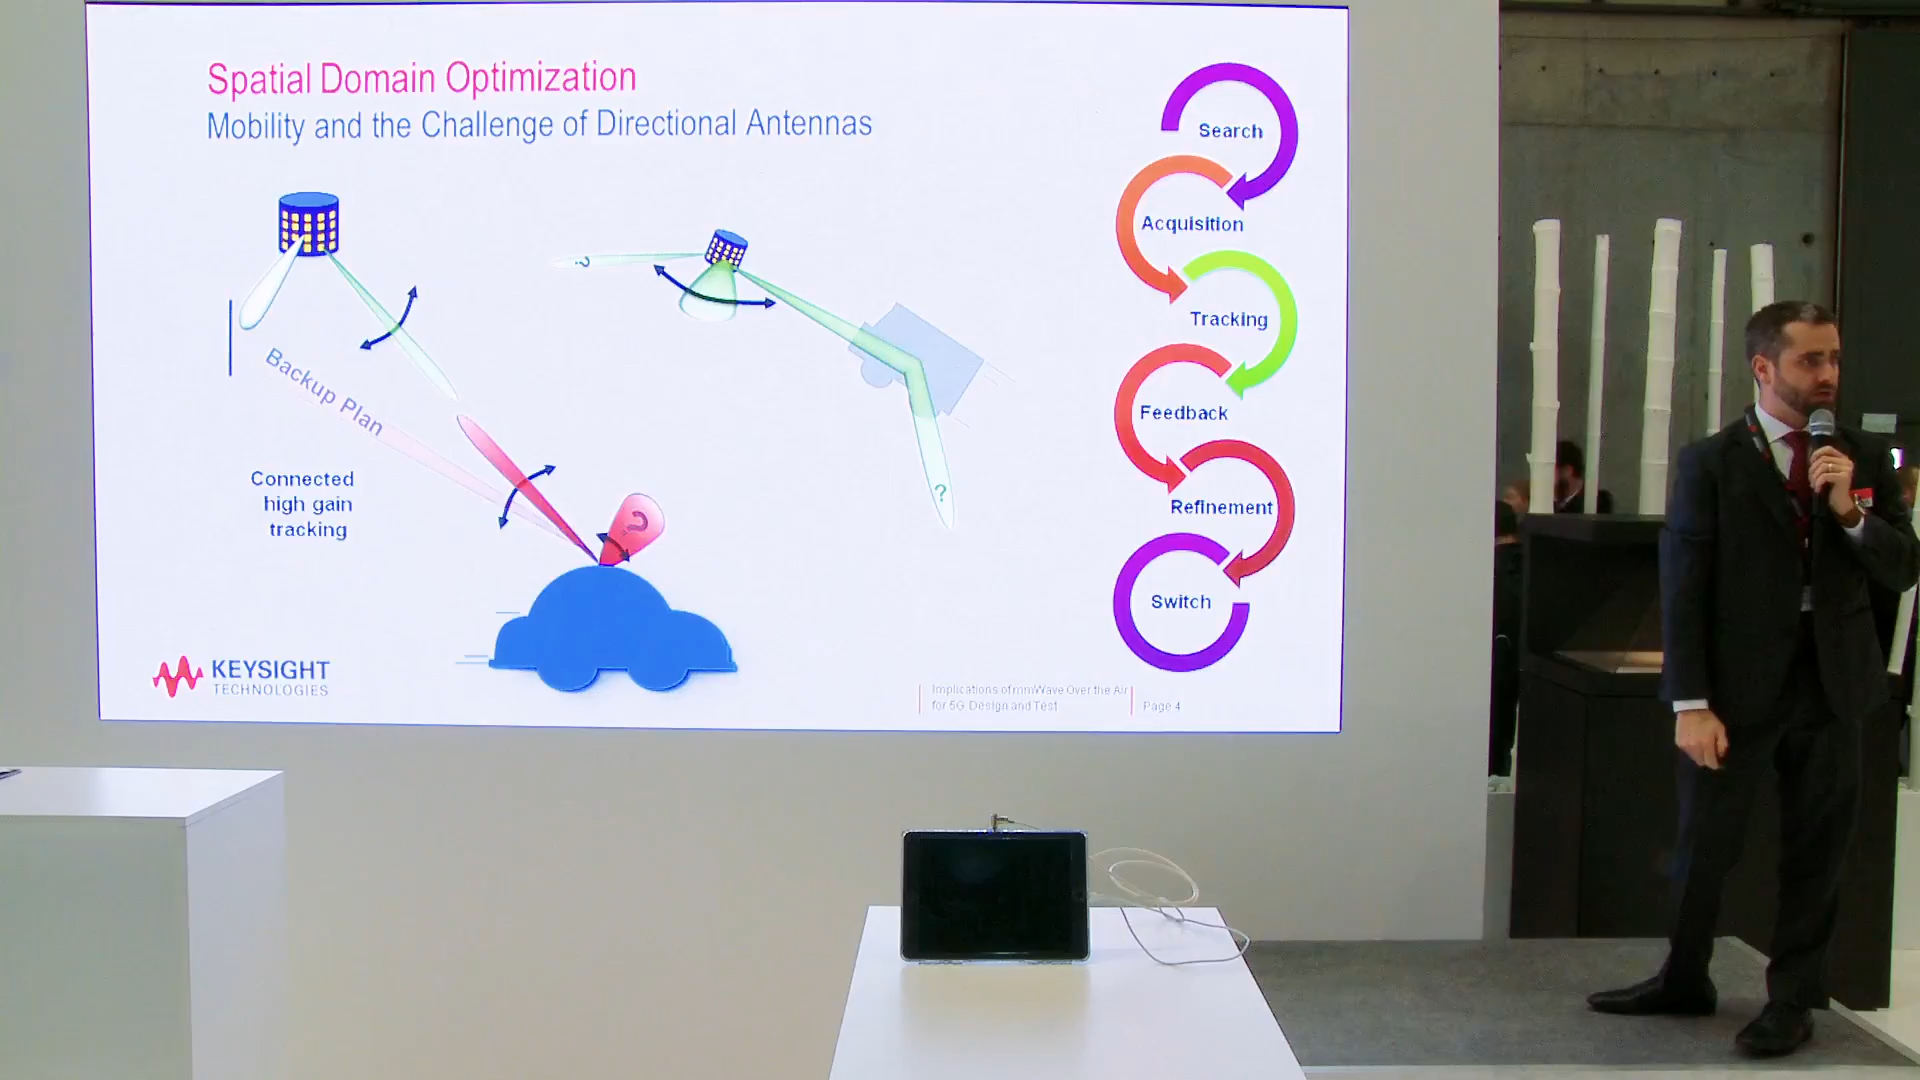 Spatial Domain Optimization
Mobility and the Challenge of Directional Antennas
Search
Acquisition
Tracking
Feedback
Refinement
Switch
?
Backup Plan
?
?
Connected
high gain
tracking
KEYSIGHT
TECHNOLOGIES
Implications of mmWave Over the Air
for 5G Design and Test
Page 4